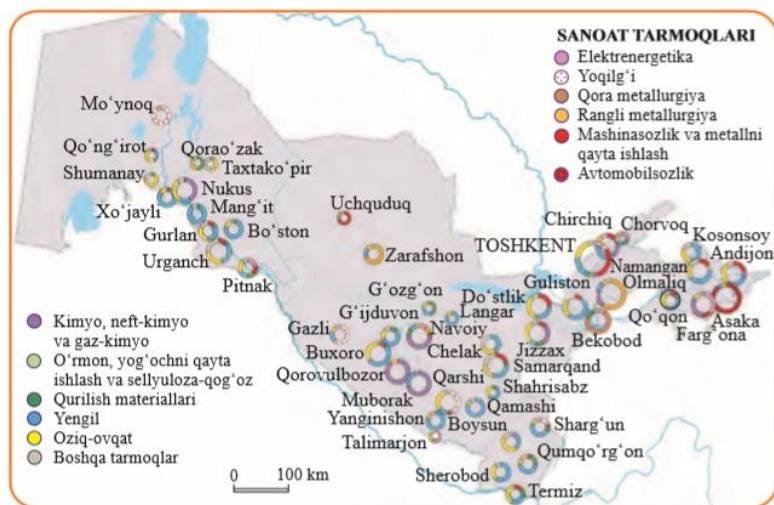 SANOAT TARMOQLARI
Elektrenergetika
Yoqilg‘i
Qora metallurgiya
Rangli metallurgiya
Mashinasozlik va metallni
qayta ishlash
Avtomobilsozlik
Mo‘ynoq
Qo‘ng‘irot
Qorao‘zak
Shumanay
Taxtako‘pir
Nukus
Xo‘jayli
Mang‘it
Gurlan
Bo‘ston
Urganch
Pitnak
Uchquduq
Zarafshon
Chirchiq
Chorvoq
TOSHKENT
Kosonsoy
Namangan
Andijon
Guliston
Olmaliq
G‘ozg‘on
Do‘stlik
G‘ijduvon
Langar
Qo‘qon
Asaka
Gazli
Navoiy
Bekobod
Farg‘ona
Buxoro
Chelak
Jizzax
Qorovulbozor
Qarshi
Samarqand
Muborak
Shahrisabz
Yanginishon
Qamashi
Boysun
Sharg‘un
Talimarjon
Qumqo‘rg‘on
Sherobod
Termiz
Kimyo, neft-kimyo
va gaz-kimyo
O‘rmon, yog‘ochni qayta
ishlash va sellyuloza-qog‘oz
Qurilish materiallari
Yengil
Oziq-ovqat
Boshqa tarmoqlar
0 100 km